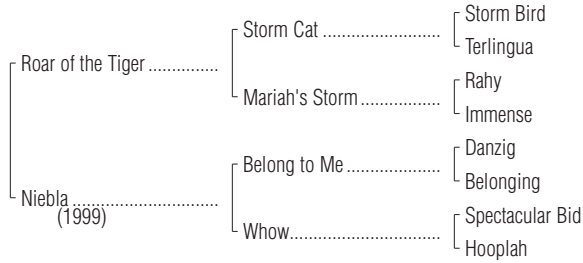 Storm Bird
Storm Cat ..........................
Terlingua
Roar of the Tiger ...............
Rahy
Mariah's Storm .................
Immense
Danzig
Belong to Me ....................
Belonging
Niebla ................................
(1999)
Spectacular Bid
Whow.................................
Hooplah